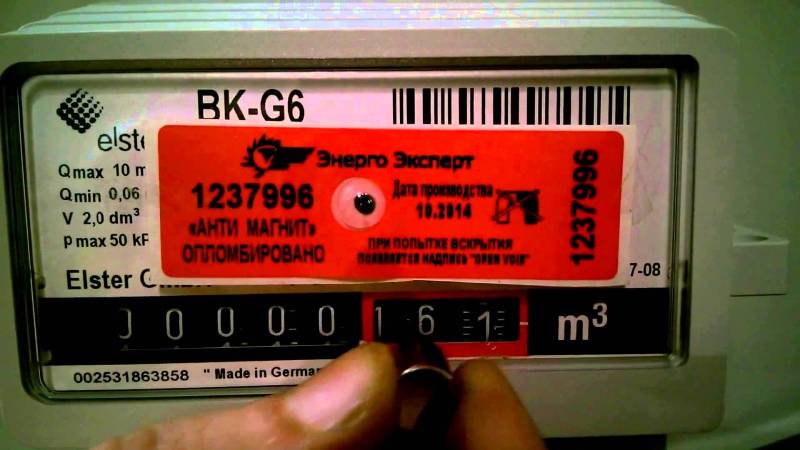 BK-G6
elste
Qmax 10 m
Qmin 0,06
V 2,0 dm³
pmax 50 kP
Энерго Эксперт
1237996
«АНТИ МАГНИТ»
ОПЛОМБИРОВАНО
Дата производства
10.2014
ПРИ ПОПЫТКЕ ВСКРЫТИЯ
ПОЯВЛЯЕТСЯ НАДПИСЬ "OPEN VOID"
1237996
Elster
7-08
0 0 0 0 0 1 6 1 m³
002531863858 " Made in German